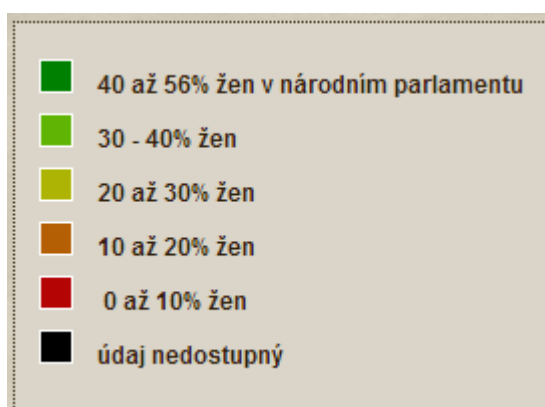 40 až 56% žen v národním parlamentu
30 - 40% žen
20 až 30% žen
10 až 20% žen
0 až 10% žen
údaj nedostupný